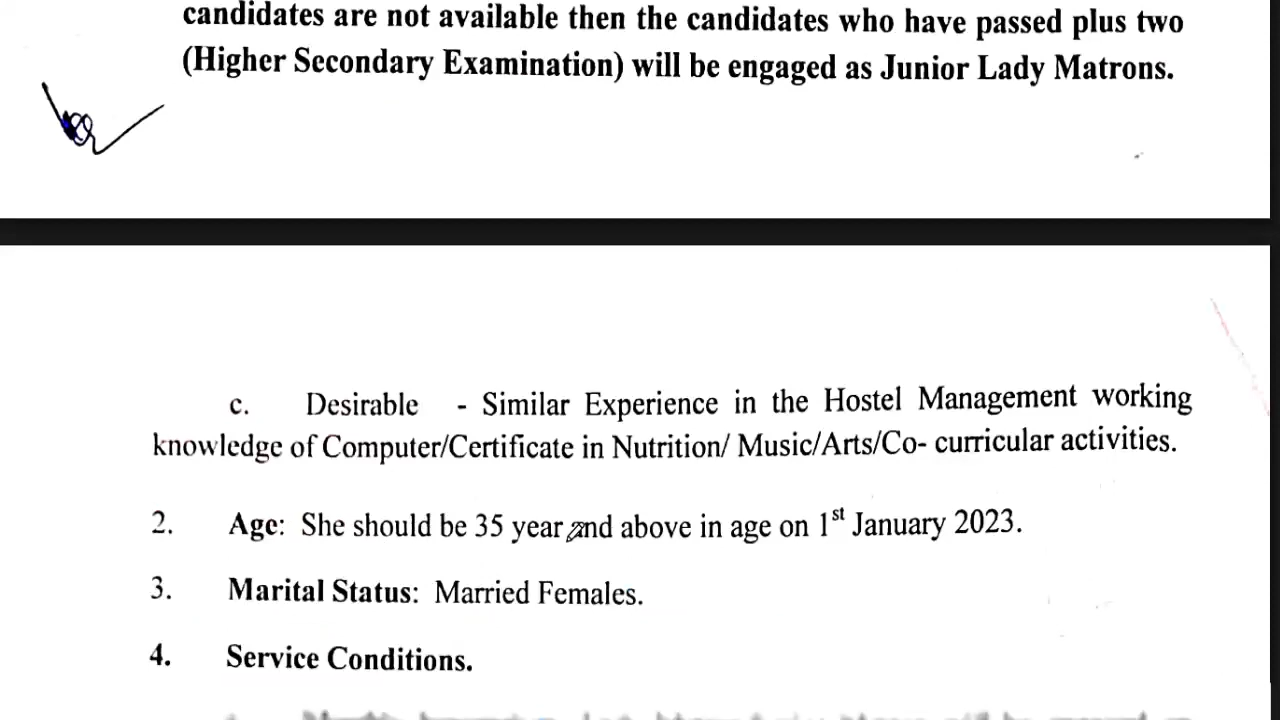 candidates are not available then the candidates who have passed plus two
(Higher Secondary Examination) will be engaged as Junior Lady Matrons.
c. Desirable - Similar Experience in the Hostel Management working
knowledge of Computer/Certificate in Nutrition/ Music/Arts/Co- curricular activities.
2. Age: She should be 35 year and above in age on 1st January 2023.
3. Marital Status: Married Females.
4. Service Conditions.